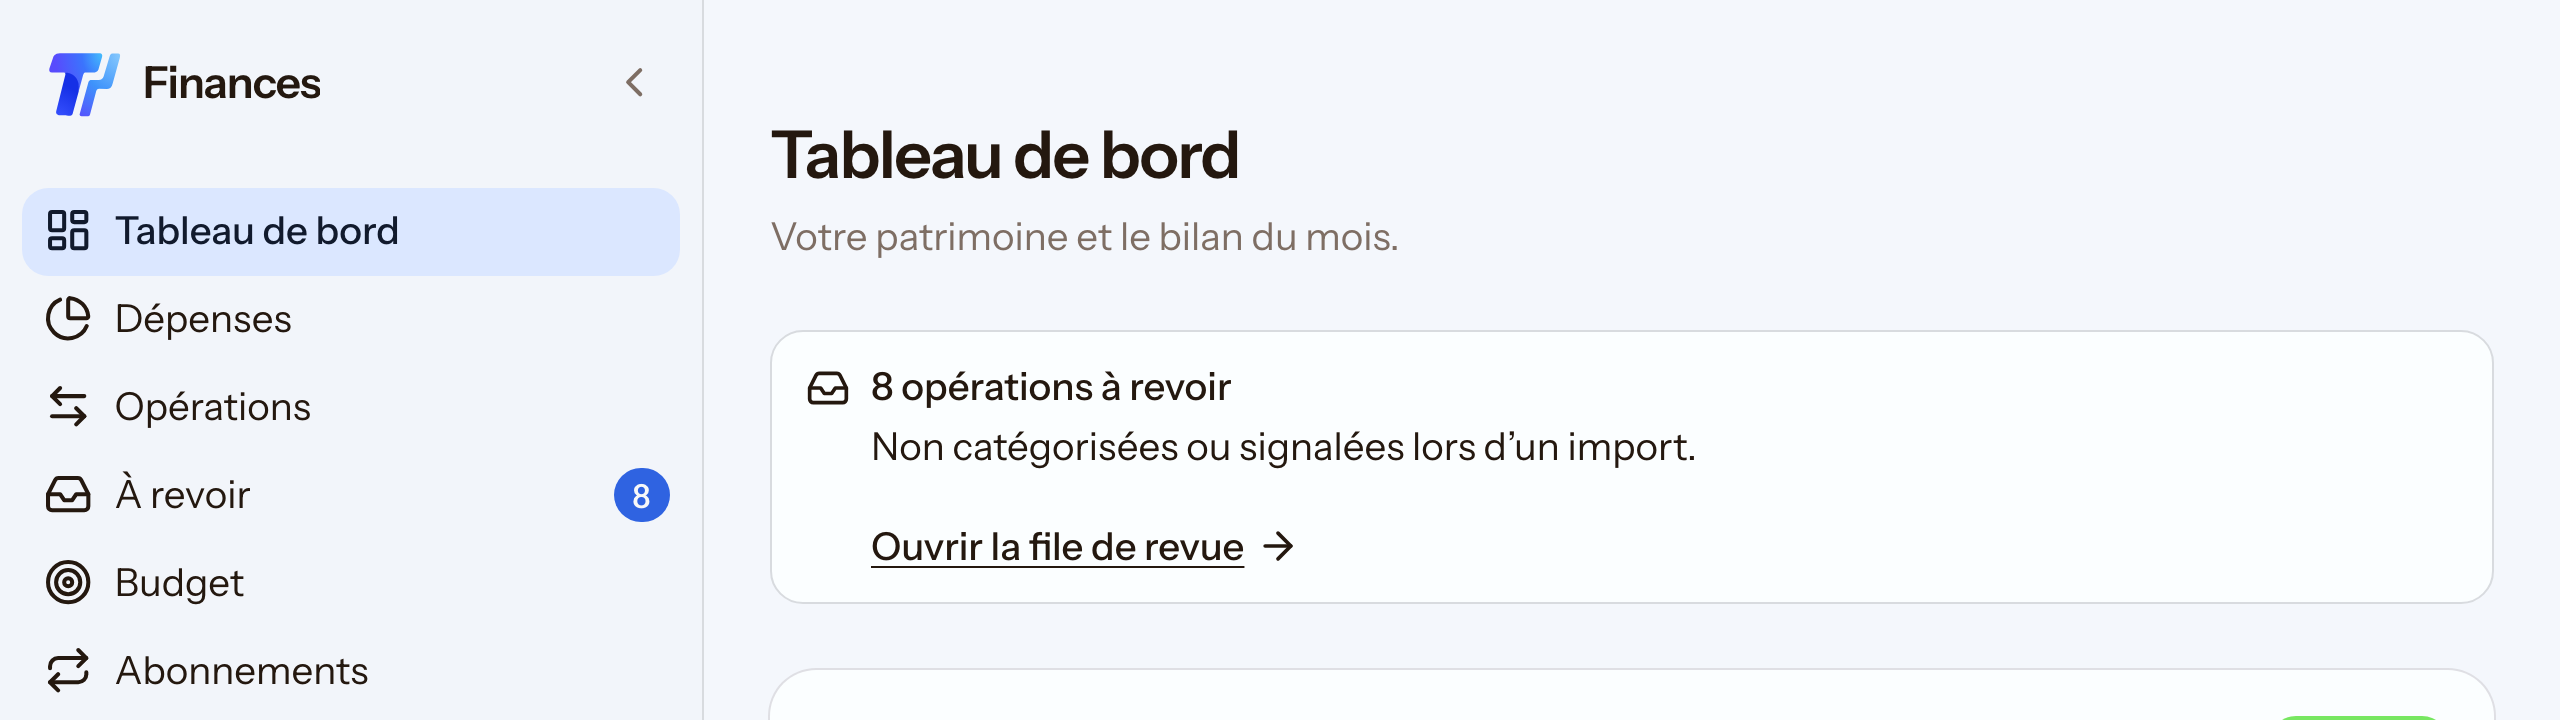 Finances
Tableau de bord
Dépenses
Opérations
À revoir
8
Budget
Abonnements
Tableau de bord
Votre patrimoine et le bilan du mois.
8 opérations à revoir
Non catégorisées ou signalées lors d’un import.
Ouvrir la file de revue